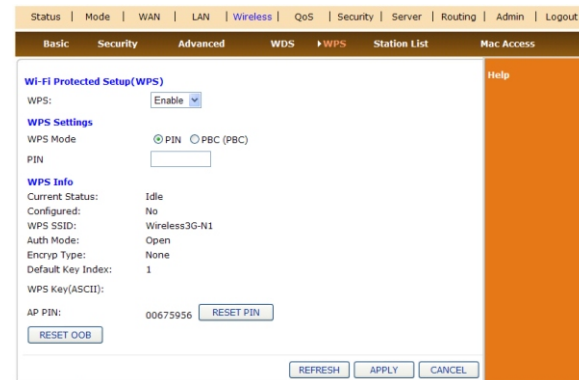 Status | Mode | WAN | LAN | Wireless | QoS | Security | Server | Routing | Admin | Logout
Basic Security Advanced WDS WPS Station List Mac Access
Help
Wi-Fi Protected Setup(WPS)
WPS: Enable
WPS Settings
WPS Mode PIN PBC (PBC)
PIN
WPS Info
Current Status: Idle
Configured: No
WPS SSID: Wireless3G-N1
Auth Mode: Open
Encryp Type: None
Default Key Index: 1
WPS Key(ASCII):
AP PIN: 00675956 RESET PIN
RESET OOB
REFRESH APPLY CANCEL